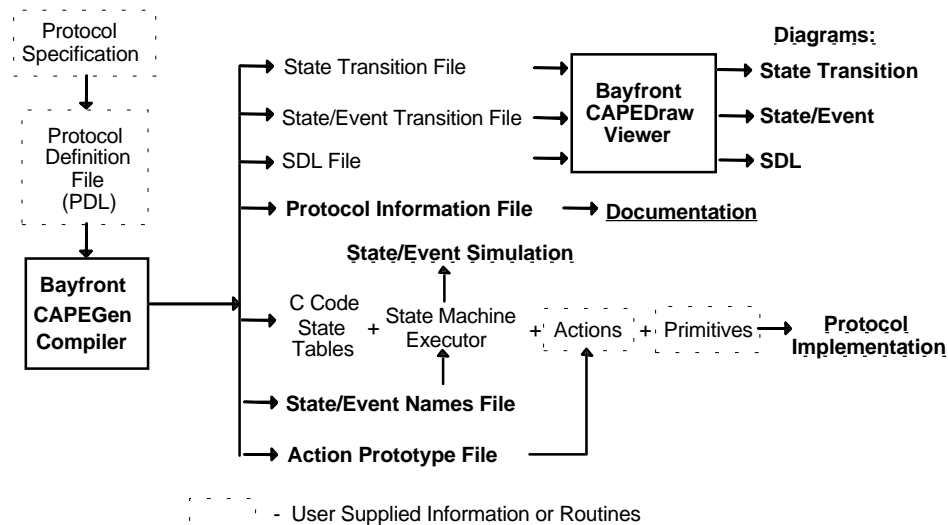 Protocol
Specification
Protocol
Definition
File
(PDL)
Bayfront
CAPEGen
Compiler
State Transition File
State/Event Transition File
SDL File
Bayfront
CAPEDraw
Viewer
Diagrams:
State Transition
State/Event
SDL
Protocol Information File
Documentation
State/Event Simulation
C Code
State
Tables
+
State Machine
Executor
+
Actions
+
Primitives
Protocol
Implementation
State/Event Names File
Action Prototype File
- User Supplied Information or Routines